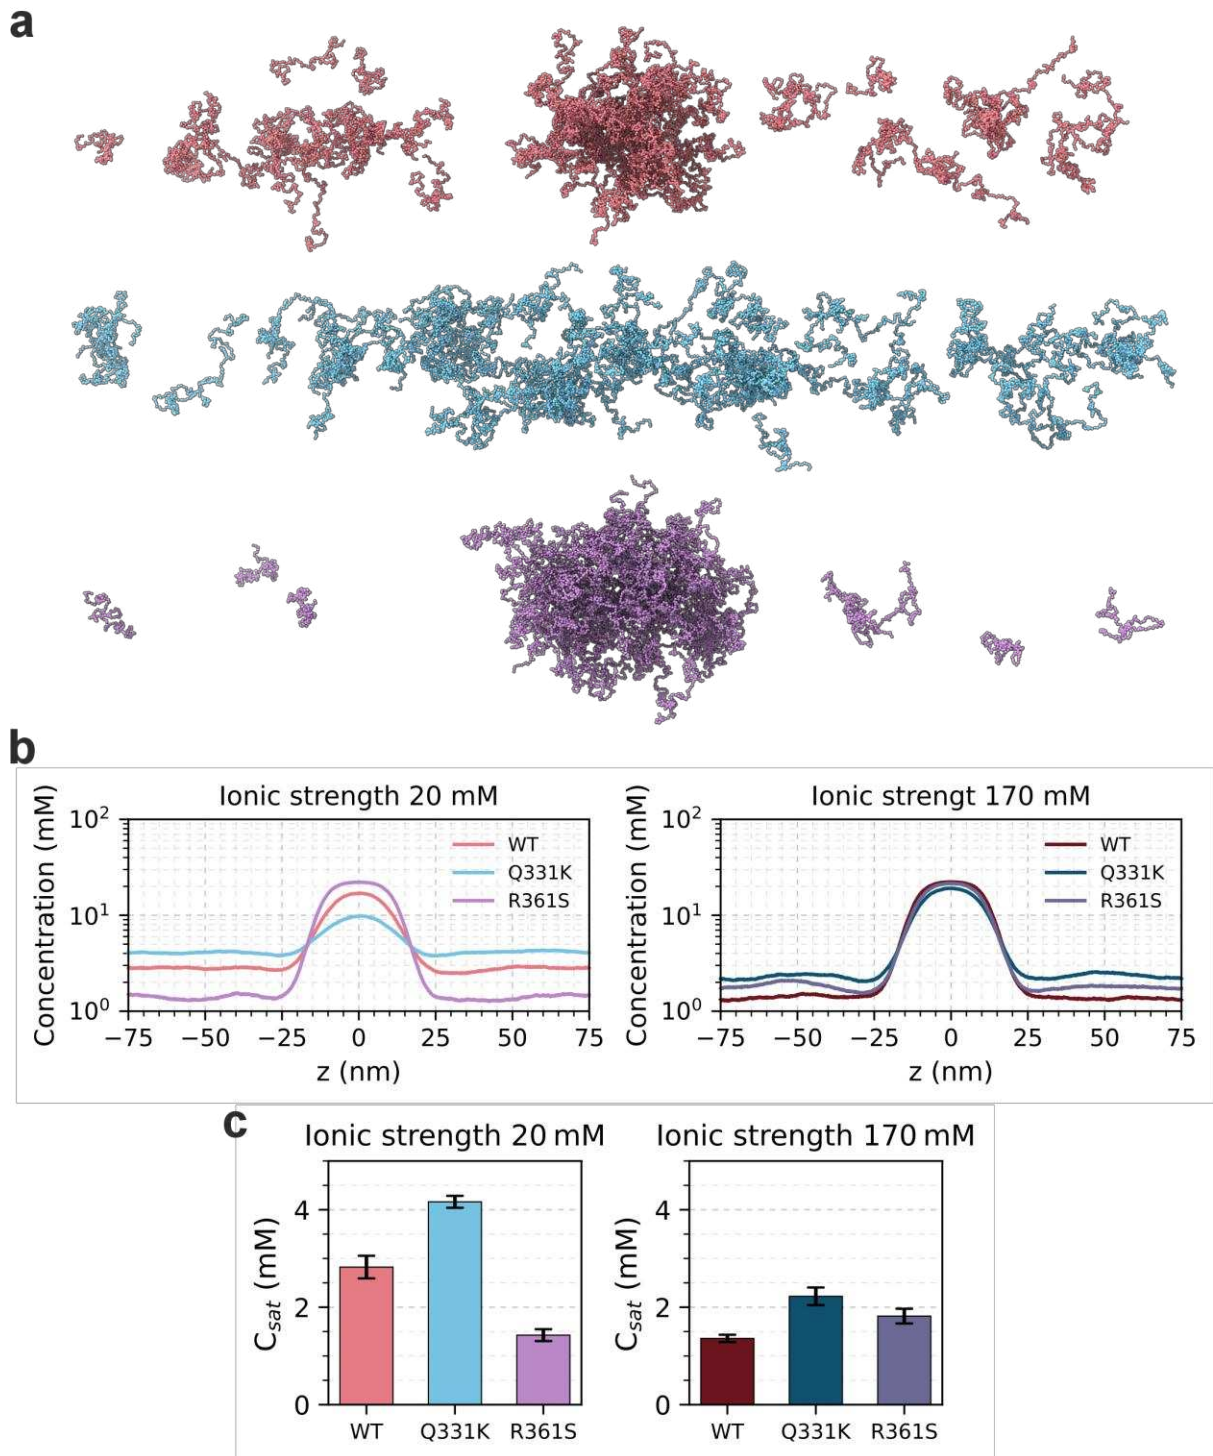 a
b
Ionic strength 20 mM
Concentration (mM)
10²
10¹
10⁰
WT
Q331K
R361S
−75 −50 −25 0 25 50 75
z (nm)
Ionic strengt 170 mM
Concentration (mM)
10²
10¹
10⁰
WT
Q331K
R361S
−75 −50 −25 0 25 50 75
z (nm)
c
Ionic strength 20 mM
C_sat (mM)
4
2
0
WT Q331K R361S
Ionic strength 170 mM
C_sat (mM)
4
2
0
WT Q331K R361S